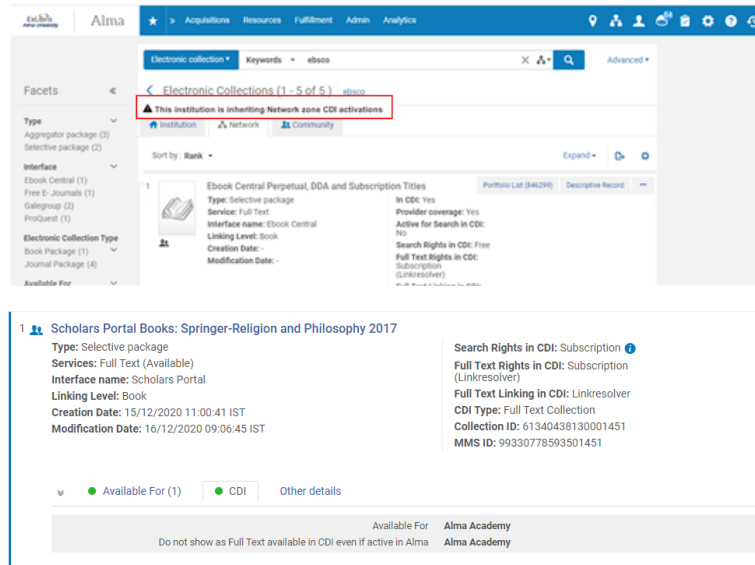 ExLibris
Alma University
Alma
Acquisitions Resources Fulfillment Admin Analytics
Electronic collection Keywords ebsco
Advanced
Facets
Electronic Collections (1 - 5 of 5 ) ebsco
This institution is inheriting Network zone CDI activations
Institution Network Community
Type
Aggregator package (3)
Selective package (2)
Sort by: Rank
Expand
Interface
Ebook Central (1)
Free E- Journals (1)
Galegroup (2)
ProQuest (1)
Electronic Collection Type
Book Package (1)
Journal Package (4)
Available For
1 Ebook Central Perpetual, DDA and Subscription Titles
Portfolio List (846299) Descriptive Record
Type: Selective package
Service: Full Text
Interface name: Ebook Central
Linking Level: Book
Creation Date: -
Modification Date: -
In CDI: Yes
Provider coverage: Yes
Active for Search in CDI:
No
Search Rights in CDI: Free
Full Text Rights in CDI:
Subscription
(Linkresolver)
Full Text Linking in CDI:
1 Scholars Portal Books: Springer-Religion and Philosophy 2017
Type: Selective package
Services: Full Text (Available)
Interface name: Scholars Portal
Linking Level: Book
Creation Date: 15/12/2020 11:00:41 IST
Modification Date: 16/12/2020 09:06:45 IST
Search Rights in CDI: Subscription
Full Text Rights in CDI: Subscription
(Linkresolver)
Full Text Linking in CDI: Linkresolver
CDI Type: Full Text Collection
Collection ID: 61340438130001451
MMS ID: 99330778593501451
Available For (1) CDI Other details
Available For Alma Academy
Do not show as Full Text available in CDI even if active in Alma Alma Academy